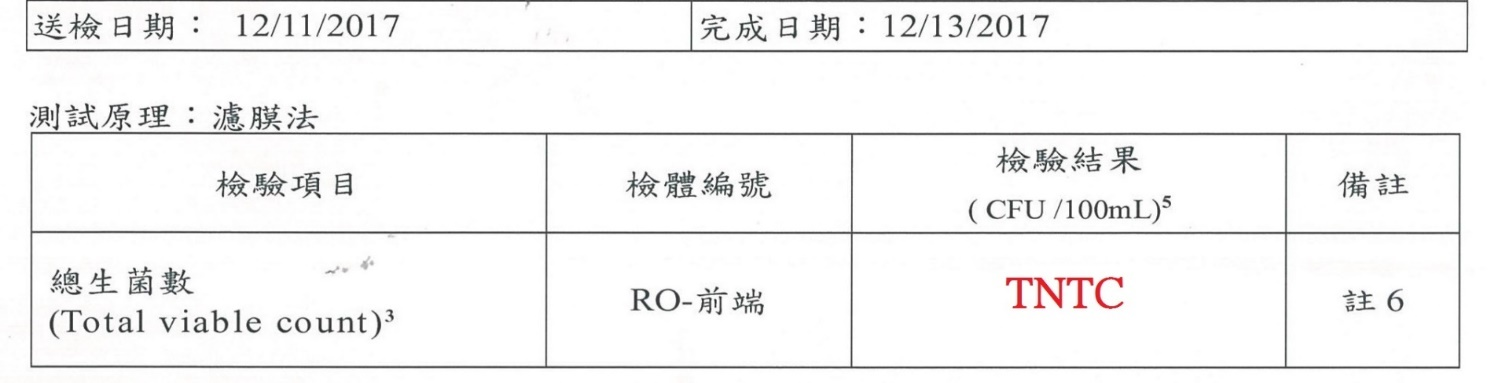 送檢日期： 12/11/2017
完成日期：12/13/2017
測試原理：濾膜法
檢驗項目
檢體編號
檢驗結果
( CFU /100mL)⁵
備註
總生菌數
(Total viable count)³
RO-前端
TNTC
註 6